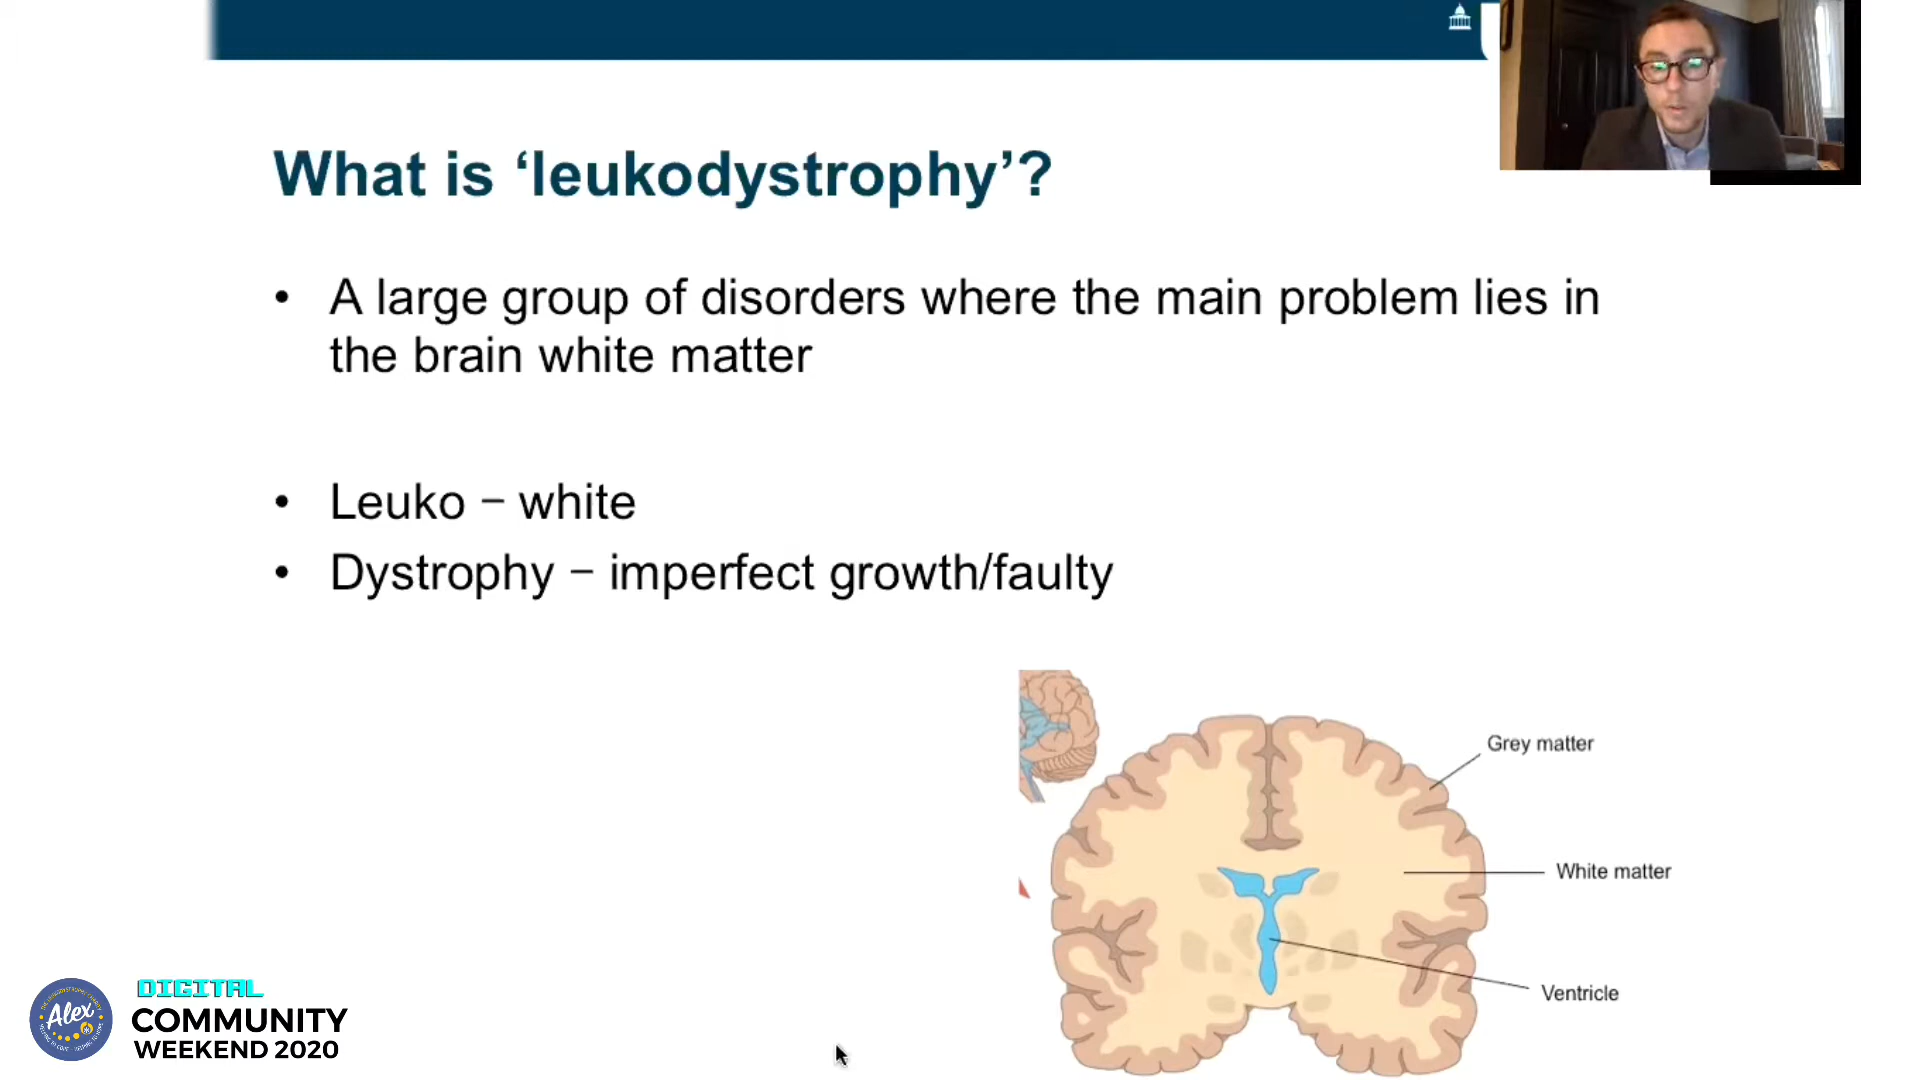 What is ‘leukodystrophy’?
• A large group of disorders where the main problem lies in
the brain white matter
• Leuko – white
• Dystrophy – imperfect growth/faulty
Grey matter
White matter
Ventricle
Alex
DIGITAL
COMMUNITY
WEEKEND 2020